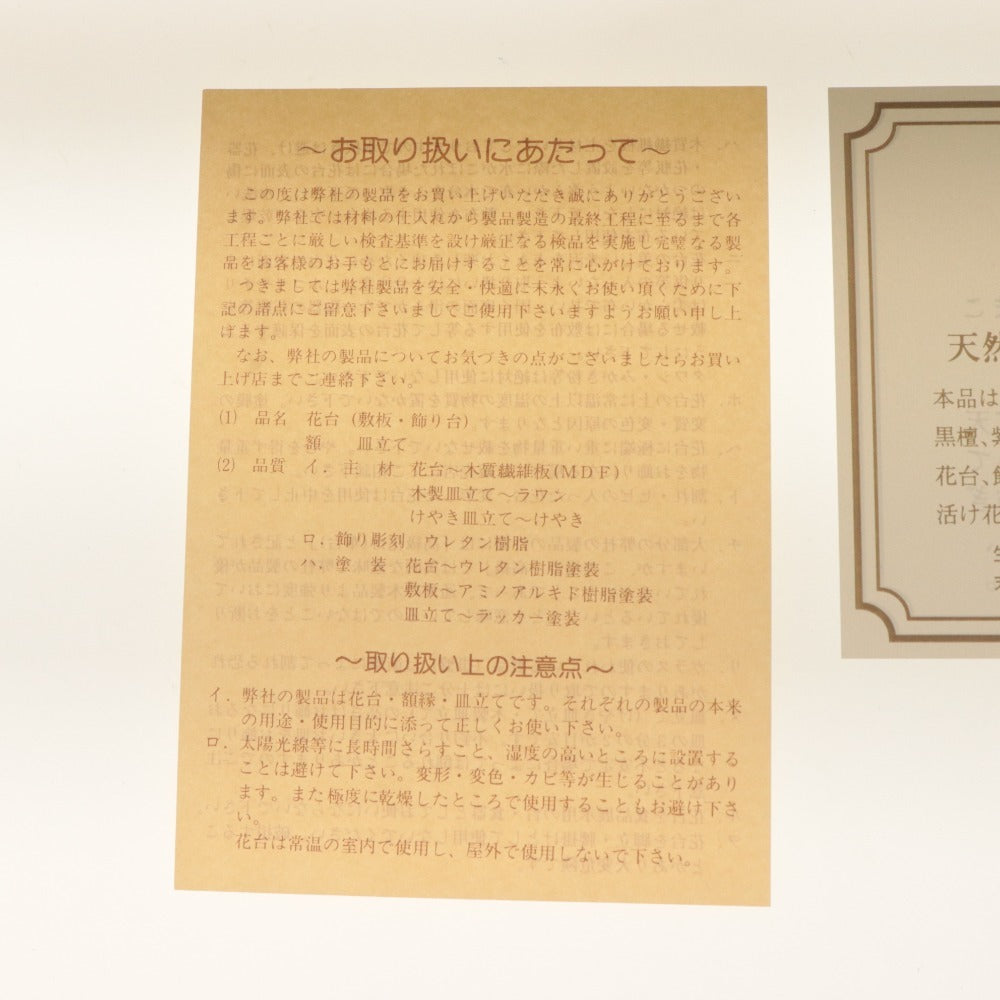 ～お取り扱いにあたって～
この度は弊社の製品をお買い上げいただき誠にありがとうござい
ます。弊社では材料の仕入れから製品製造の最終工程に至るまで各
工程ごとに厳しい検査基準を設け厳正なる検品を実施し完璧なる製
品をお客様のお手もとにお届けすることを常に心がけております。
つきましては弊社製品を安全・快適に末永くお使い頂くために下
記の諸点にご留意下さいましてご使用下さいますようお願い申し上
げます。
なお、弊社の製品についてお気づきの点がございましたらお買い
上げ店までご連絡下さい。
(1) 品名 花台（敷板・飾り台）
額 皿立て
(2) 品質 イ．主 材 花台～木質繊維板(MDF)
木製皿立て～ラワン
けやき皿立て～けやき
ロ．飾り彫刻 ウレタン樹脂
ハ．塗 装 花台～ウレタン樹脂塗装
敷板～アミノアルキド樹脂塗装
皿立て～ラッカー塗装
～取り扱い上の注意点～
イ．弊社の製品は花台・額縁・皿立てです。それぞれの製品の本来
の用途・使用目的に添って正しくお使い下さい。
ロ．太陽光線等に長時間さらすこと、湿度の高いところに設置する
ことは避けて下さい。変形・変色・カビ等が生じることがあり
ます。また極度に乾燥したところで使用することもお避け下さ
い。
花台は常温の室内で使用し、屋外で使用しないで下さい。
こ
天然
本品は
黒檀、紫
花台、飾
活け花